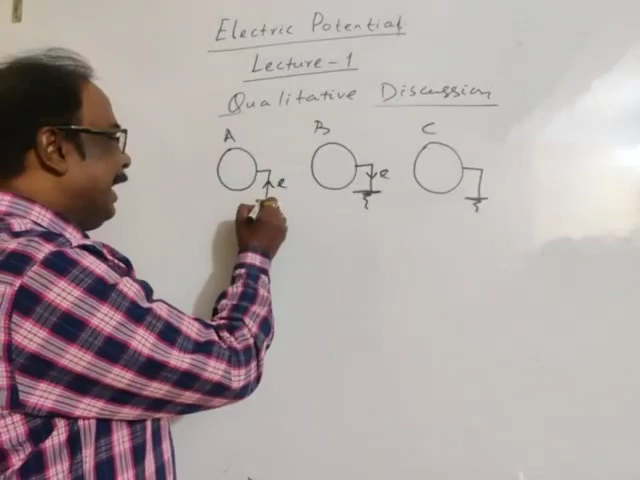 Electric Potential
Lecture - 1
Qualitative Discussion
A B C
e e